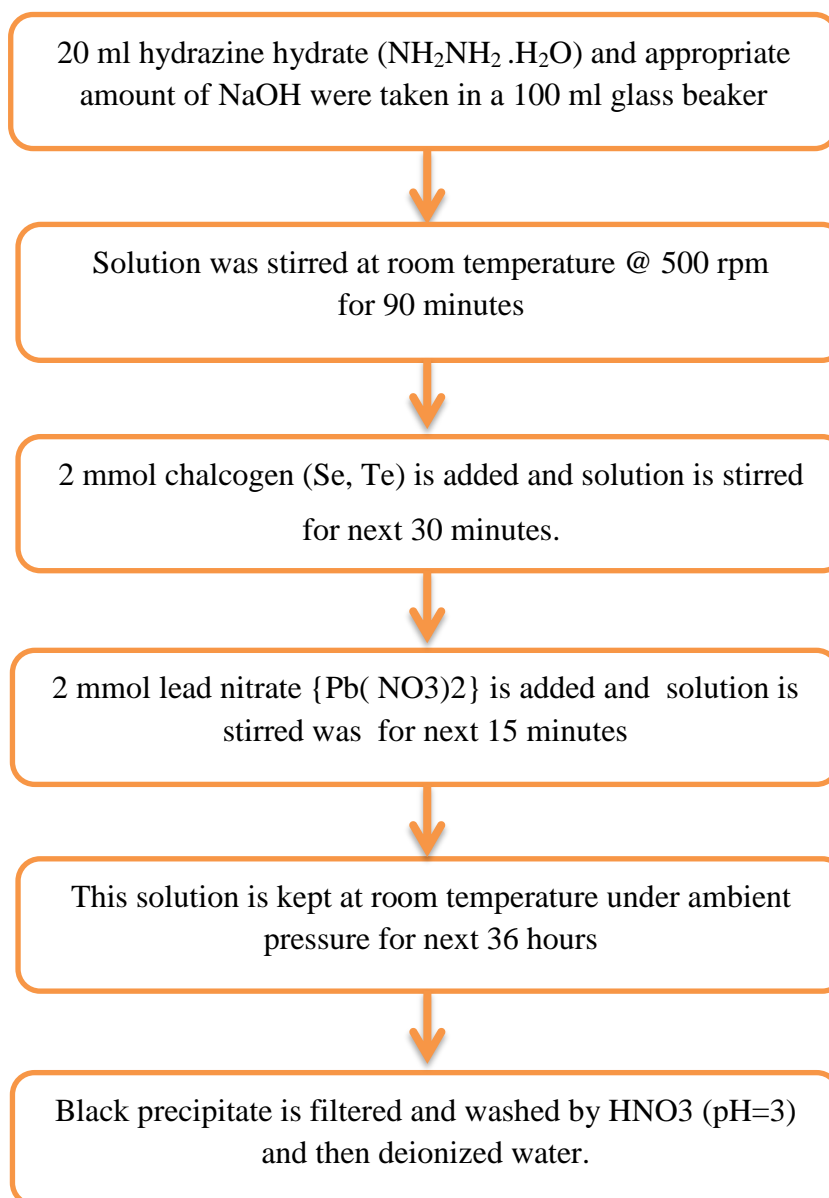 20 ml hydrazine hydrate (NH₂NH₂ .H₂O) and appropriate
amount of NaOH were taken in a 100 ml glass beaker
Solution was stirred at room temperature @ 500 rpm
for 90 minutes
2 mmol chalcogen (Se, Te) is added and solution is stirred
for next 30 minutes.
2 mmol lead nitrate {Pb( NO3)2} is added and solution is
stirred was for next 15 minutes
This solution is kept at room temperature under ambient
pressure for next 36 hours
Black precipitate is filtered and washed by HNO3 (pH=3)
and then deionized water.